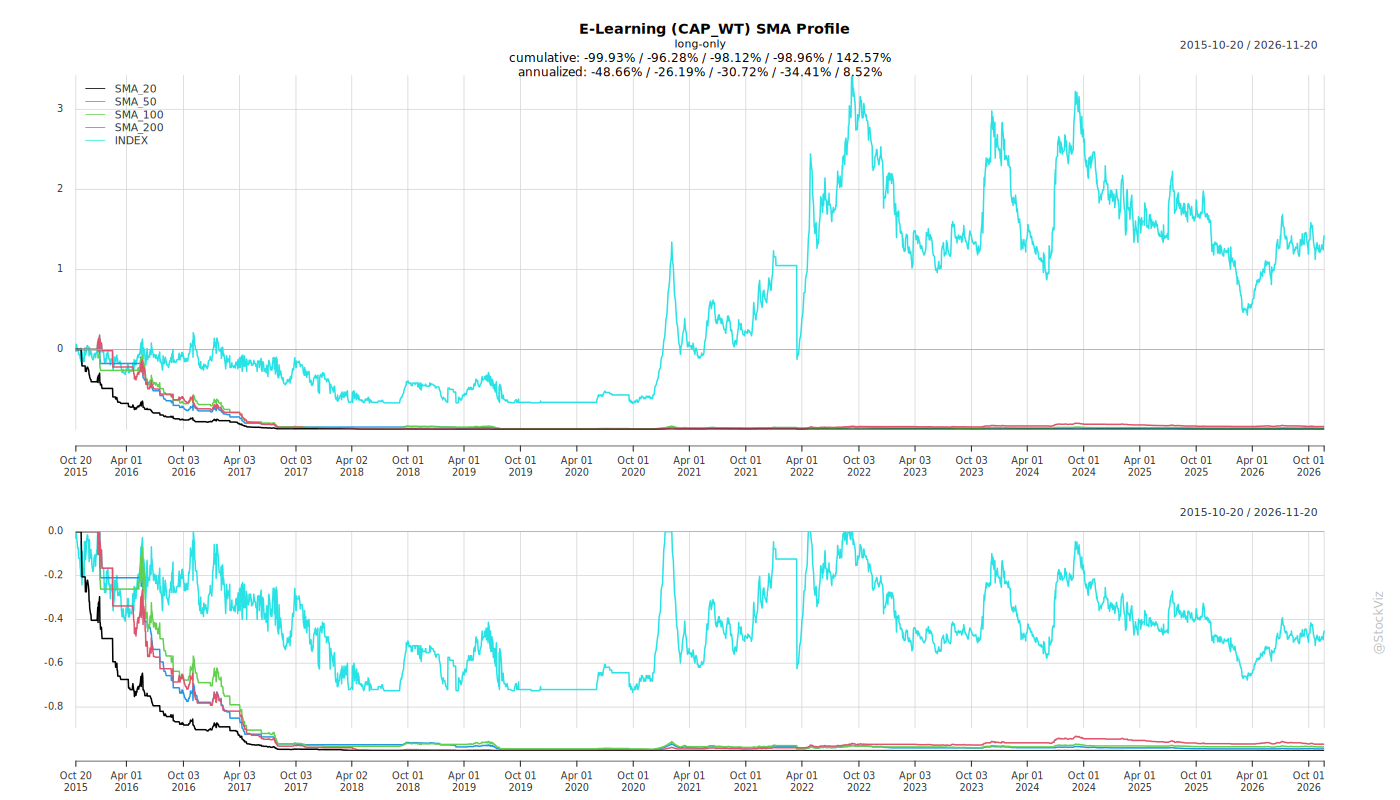 E-Learning (CAP_WT) SMA Profile
long-only
2015-10-20 / 2026-11-20
cumulative: -99.93% / -96.28% / -98.12% / -98.96% / 142.57%
annualized: -48.66% / -26.19% / -30.72% / -34.41% / 8.52%
SMA_20
SMA_50
SMA_100
SMA_200
INDEX
3
2
1
0
Oct 20 Apr 01 Oct 03 Apr 03 Oct 03 Apr 02 Oct 01 Apr 01 Oct 01 Apr 01 Oct 01 Apr 01 Oct 01 Apr 01 Oct 03 Apr 03 Oct 03 Apr 01 Oct 01 Apr 01 Oct 01 Apr 01 Oct 01
2015 2016 2016 2017 2017 2018 2018 2019 2019 2020 2020 2021 2021 2022 2022 2023 2023 2024 2024 2025 2025 2026 2026
2015-10-20 / 2026-11-20
0.0
-0.2
-0.4
-0.6
-0.8
Oct 20 Apr 01 Oct 03 Apr 03 Oct 03 Apr 02 Oct 01 Apr 01 Oct 01 Apr 01 Oct 01 Apr 01 Oct 01 Apr 01 Oct 03 Apr 03 Oct 03 Apr 01 Oct 01 Apr 01 Oct 01 Apr 01 Oct 01
2015 2016 2016 2017 2017 2018 2018 2019 2019 2020 2020 2021 2021 2022 2022 2023 2023 2024 2024 2025 2025 2026 2026
@StockViz